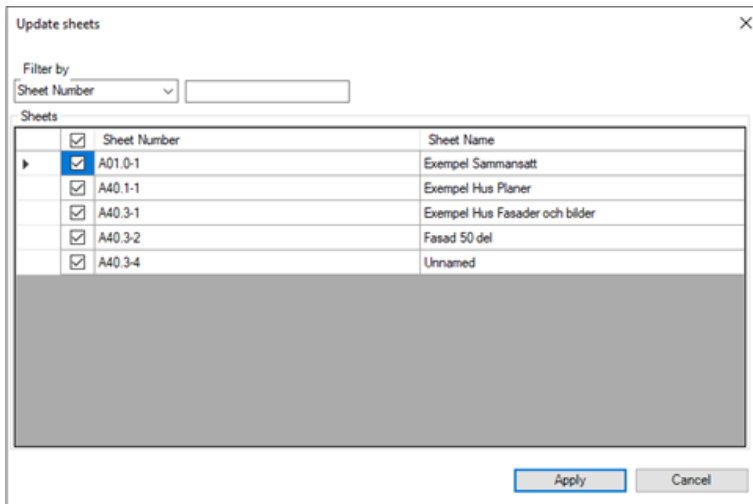 Update sheets
Filter by
Sheet Number
Sheets
Sheet Number Sheet Name
A01.0-1 Exempel Sammansatt
A40.1-1 Exempel Hus Planer
A40.3-1 Exempel Hus Fasader och bilder
A40.3-2 Fasad 50 del
A40.3-4 Unnamed
Apply Cancel